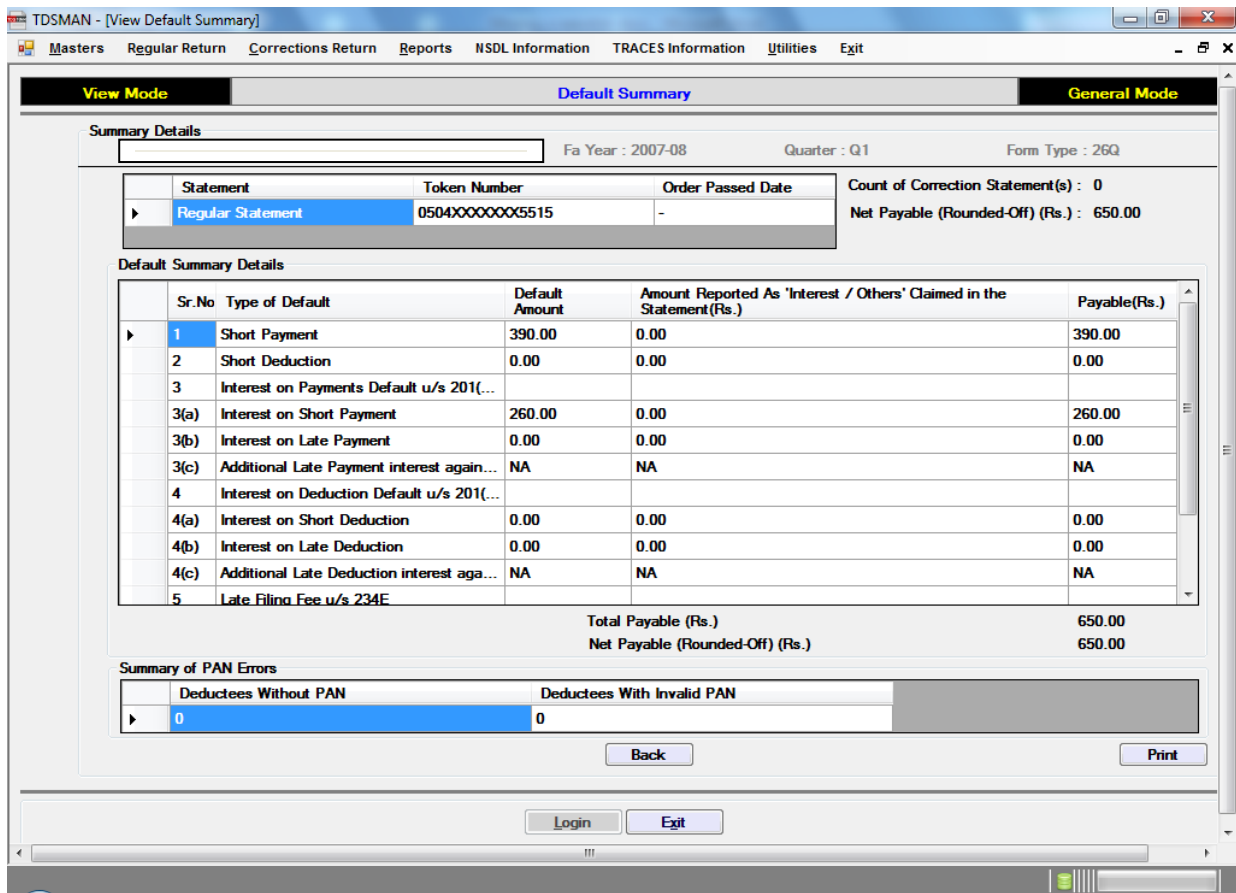 TDSMAN - [View Default Summary]
Masters Regular Return Corrections Return Reports NSDL Information TRACES Information Utilities Exit
View Mode Default Summary General Mode
Summary Details
Fa Year : 2007-08 Quarter : Q1 Form Type : 26Q
Statement Token Number Order Passed Date
Regular Statement 0504XXXXXXX5515 -
Count of Correction Statement(s) : 0
Net Payable (Rounded-Off) (Rs.) : 650.00
Default Summary Details
Sr.No Type of Default Default Amount Amount Reported As 'Interest / Others' Claimed in the Statement(Rs.) Payable(Rs.)
1 Short Payment 390.00 0.00 390.00
2 Short Deduction 0.00 0.00 0.00
3 Interest on Payments Default u/s 201(...
3(a) Interest on Short Payment 260.00 0.00 260.00
3(b) Interest on Late Payment 0.00 0.00 0.00
3(c) Additional Late Payment interest again... NA NA NA
4 Interest on Deduction Default u/s 201(...
4(a) Interest on Short Deduction 0.00 0.00 0.00
4(b) Interest on Late Deduction 0.00 0.00 0.00
4(c) Additional Late Deduction interest aga... NA NA NA
5 Late Filing Fee u/s 234E
Total Payable (Rs.) 650.00
Net Payable (Rounded-Off) (Rs.) 650.00
Summary of PAN Errors
Deductees Without PAN Deductees With Invalid PAN
0 0
Back Print
Login Exit